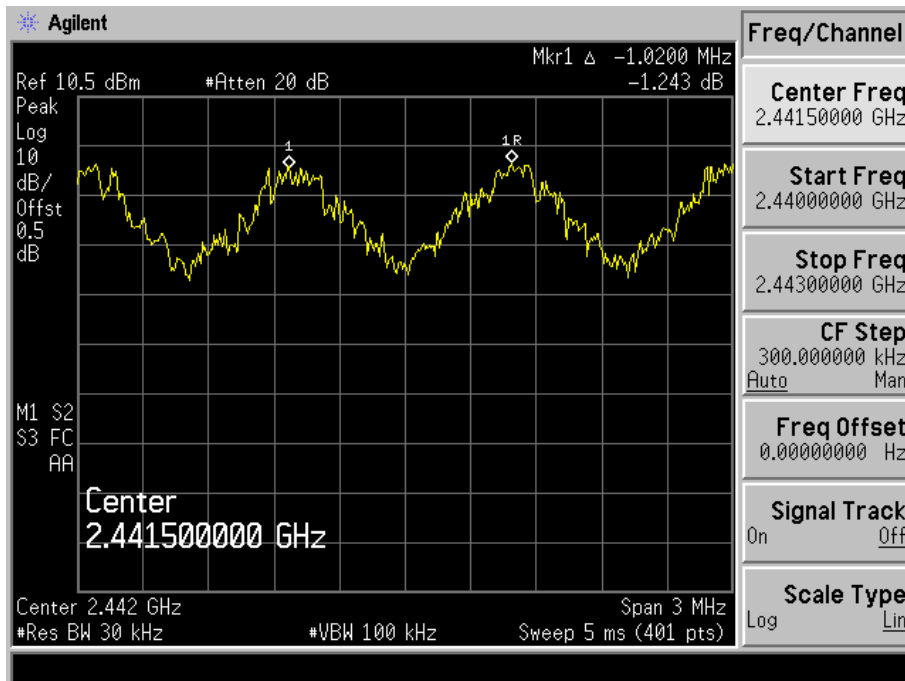 Agilent
Freq/Channel
Mkr1 Δ -1.0200 MHz
Ref 10.5 dBm #Atten 20 dB -1.243 dB
Peak
Log
10
dB/
Offst
0.5
dB
1
1R
M1 S2
S3 FC
AA
Center
2.441500000 GHz
Center 2.442 GHz Span 3 MHz
#Res BW 30 kHz #VBW 100 kHz Sweep 5 ms (401 pts)
Center Freq
2.44150000 GHz
Start Freq
2.44000000 GHz
Stop Freq
2.44300000 GHz
CF Step
300.000000 kHz
Auto Man
Freq Offset
0.00000000 Hz
Signal Track
On Off
Scale Type
Log Lin